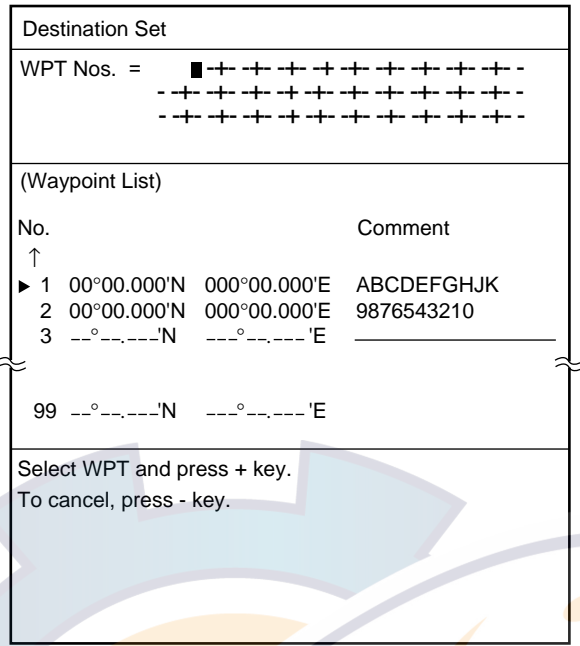 Destination Set
WPT Nos. = ■-+- -+- -+- -+ -+- -+- -+- -+- -+- -
- -+- -+- -+- -+- -+- -+- -+- -+- -+- -+- -
- -+- -+- -+- -+ -+- -+- -+- -+- -+- -+- -
(Waypoint List)
No. Comment
↑
▶ 1 00°00.000'N 000°00.000'E ABCDEFGHJK
2 00°00.000'N 000°00.000'E 9876543210
3 --°--.---'N ---°--.---'E __________
99 --°--.---'N ---°--.---'E
Select WPT and press + key.
To cancel, press - key.